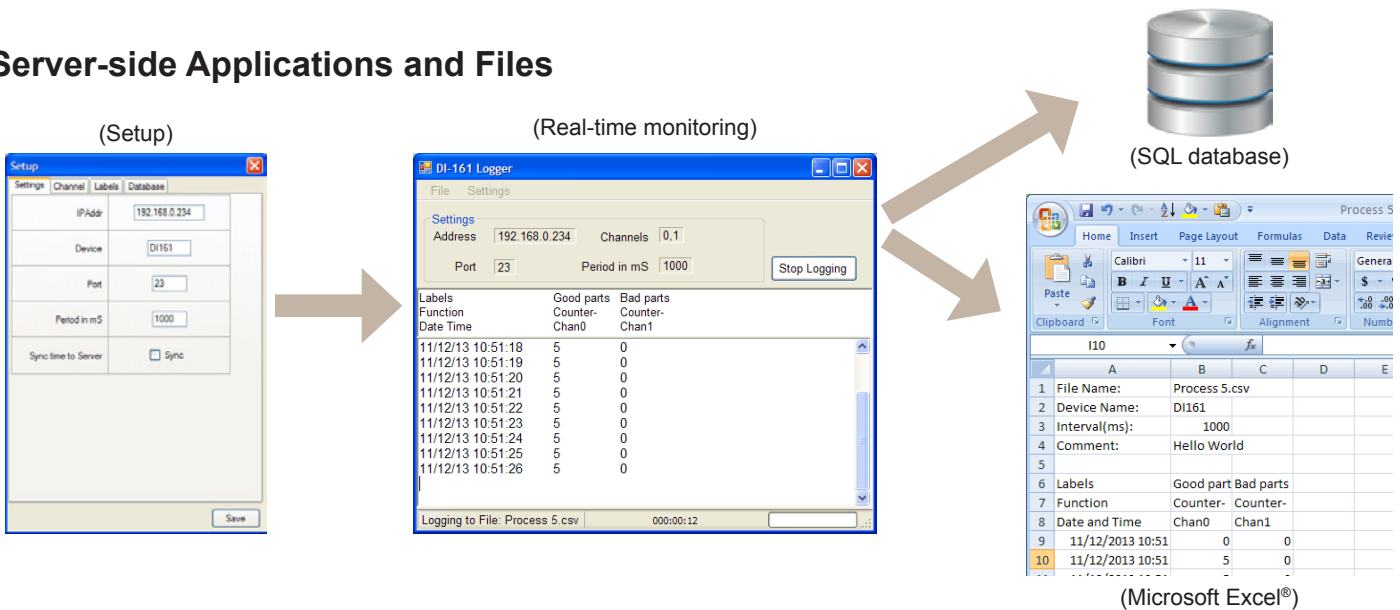 Server-side Applications and Files
(Setup)
Setup
Settings Channel Labels Database
IPAddr 192.168.0.234
Device DI161
Port 23
Period in mS 1000
Sync time to Server Sync
Save
(Real-time monitoring)
DI-161 Logger
File Settings
Settings
Address 192.168.0.234 Channels 0,1
Port 23 Period in mS 1000 Stop Logging
Labels Good parts Bad parts
Function Counter- Counter-
Date Time Chan0 Chan1
11/12/13 10:51:18 5 0
11/12/13 10:51:19 5 0
11/12/13 10:51:20 5 0
11/12/13 10:51:21 5 0
11/12/13 10:51:22 5 0
11/12/13 10:51:23 5 0
11/12/13 10:51:24 5 0
11/12/13 10:51:25 5 0
11/12/13 10:51:26 5 0
Logging to File: Process 5.csv 000:00:12
(SQL database)
Process 5
Home Insert Page Layout Formulas Data Review
Calibri 11 General
Paste B I U A A A $
Clipboard Font Alignment Numb
I10 fx
A B C D E
1 File Name: Process 5.csv
2 Device Name: DI161
3 Interval(ms): 1000
4 Comment: Hello World
5
6 Labels Good part Bad parts
7 Function Counter- Counter-
8 Date and Time Chan0 Chan1
9 11/12/2013 10:51 0 0
10 11/12/2013 10:51 5 0
(Microsoft Excel®)